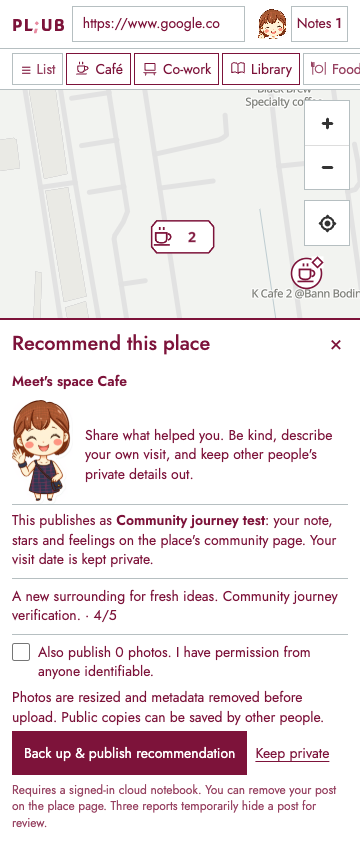 PL;UB
https://www.google.co
Notes 1
List
Café
Co-work
Library
Food
Black Brew
Specialty coffee
2
K Cafe 2 @Bann Bodin
Recommend this place
Meet's space Cafe
Share what helped you. Be kind, describe
your own visit, and keep other people's
private details out.
This publishes as Community journey test: your note,
stars and feelings on the place's community page. Your
visit date is kept private.
A new surrounding for fresh ideas. Community journey
verification. · 4/5
Also publish 0 photos. I have permission from
anyone identifiable.
Photos are resized and metadata removed before
upload. Public copies can be saved by other people.
Back up & publish recommendation
Keep private
Requires a signed-in cloud notebook. You can remove your post
on the place page. Three reports temporarily hide a post for
review.